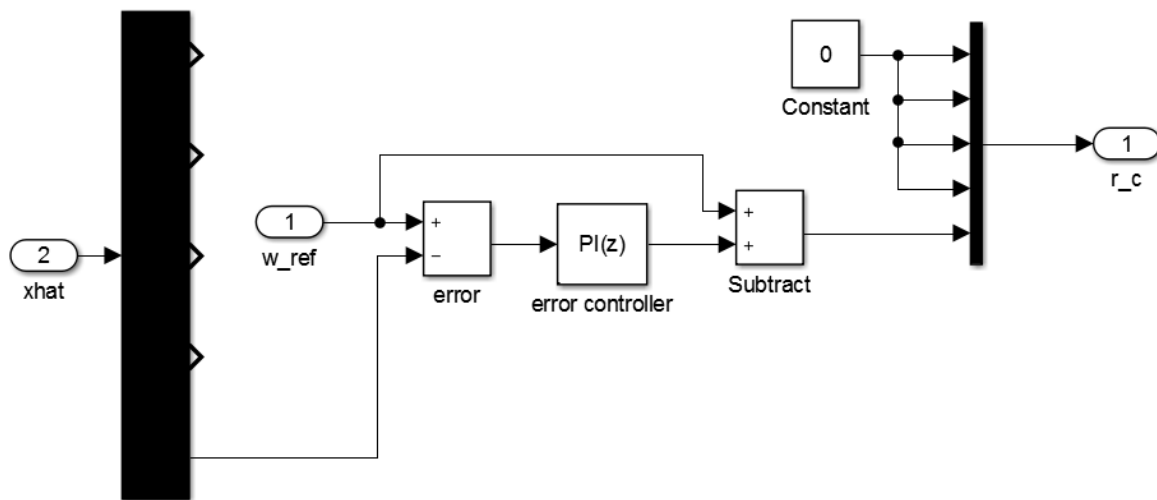 0
Constant
1
r_c
1
w_ref
+
−
error
PI(z)
error controller
+
+
Subtract
2
xhat